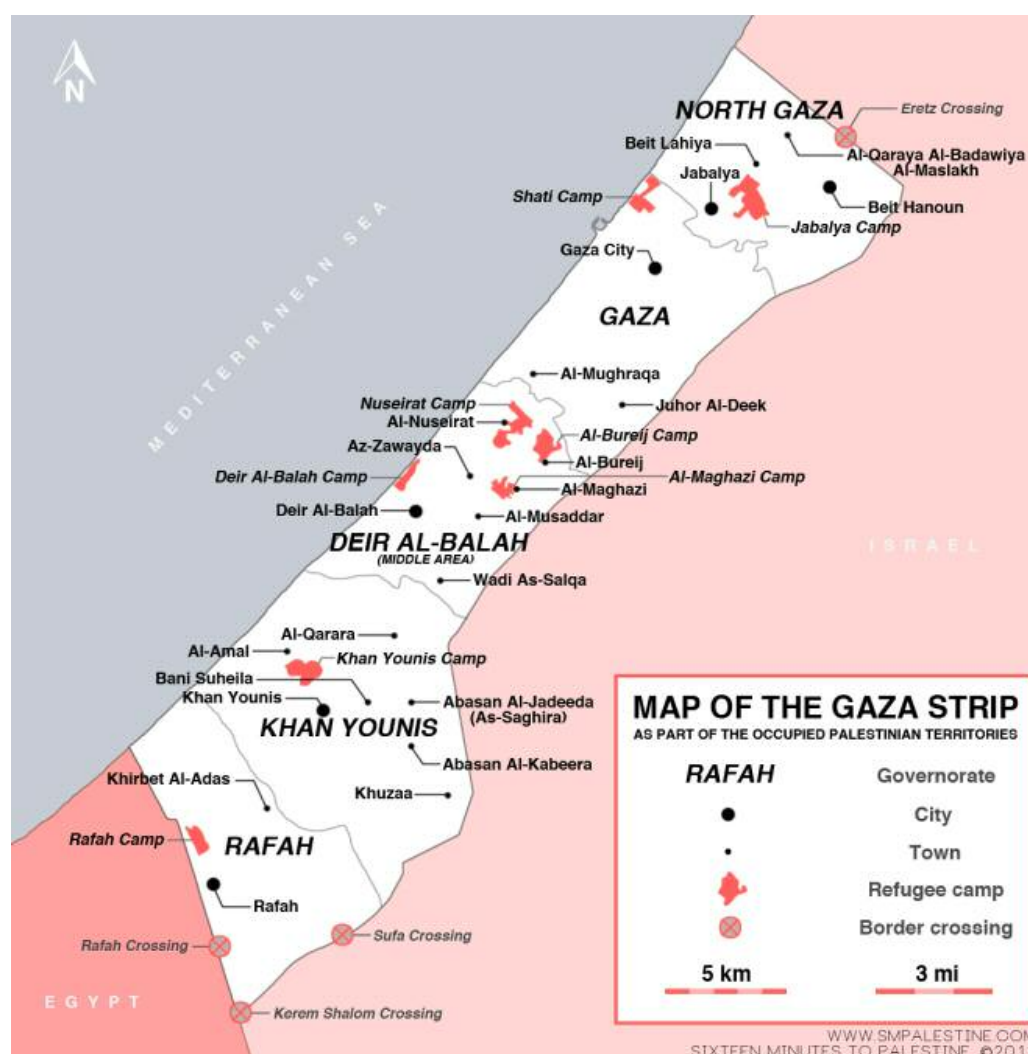 N
NORTH GAZA
Eretz Crossing
Beit Lahiya
Al-Qaraya Al-Badawiya
Al-Maslakh
Jabalya
Shati Camp
Beit Hanoun
Jabalya Camp
Gaza City
MEDITERRANEAN SEA
GAZA
Al-Mughraqa
Nuseirat Camp
Juhor Al-Deek
Al-Nuseirat
Al-Bureij Camp
Az-Zawayda
Al-Bureij
Deir Al-Balah Camp
Al-Maghazi Camp
Al-Maghazi
Deir Al-Balah
Al-Musaddar
DEIR AL-BALAH
(MIDDLE AREA)
ISRAEL
Wadi As-Salqa
Al-Qarara
Al-Amal
Khan Younis Camp
Bani Suheila
Khan Younis
Abasan Al-Jadeeda
(As-Saghira)
KHAN YOUNIS
Abasan Al-Kabeera
Khirbet Al-Adas
Khuzaa
Rafah Camp
RAFAH
Rafah
Rafah Crossing
Sufa Crossing
EGYPT
Kerem Shalom Crossing
MAP OF THE GAZA STRIP
AS PART OF THE OCCUPIED PALESTINIAN TERRITORIES
RAFAH Governorate
City
Town
Refugee camp
Border crossing
5 km 3 mi
WWW.SMPALESTINE.COM
SIXTEEN MINUTES TO PALESTINE. ©201